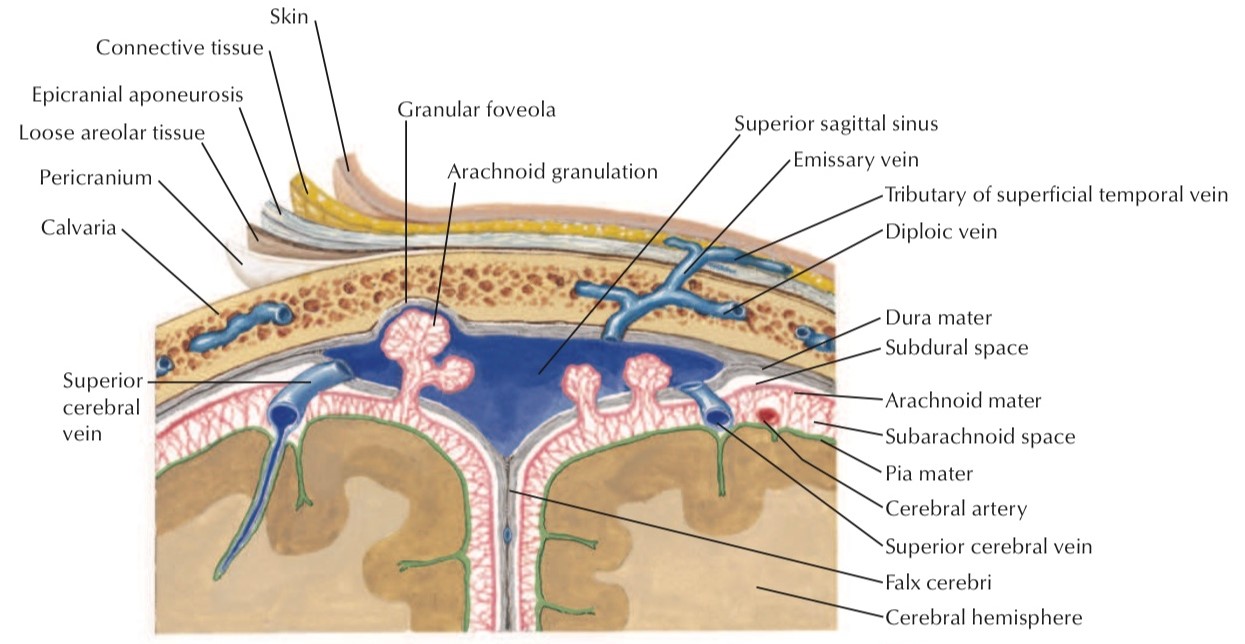 Skin
Connective tissue
Epicranial aponeurosis
Loose areolar tissue
Pericranium
Calvaria
Granular foveola
Arachnoid granulation
Superior sagittal sinus
Emissary vein
Tributary of superficial temporal vein
Diploic vein
Dura mater
Subdural space
Superior
cerebral
vein
Arachnoid mater
Subarachnoid space
Pia mater
Cerebral artery
Superior cerebral vein
Falx cerebri
Cerebral hemisphere